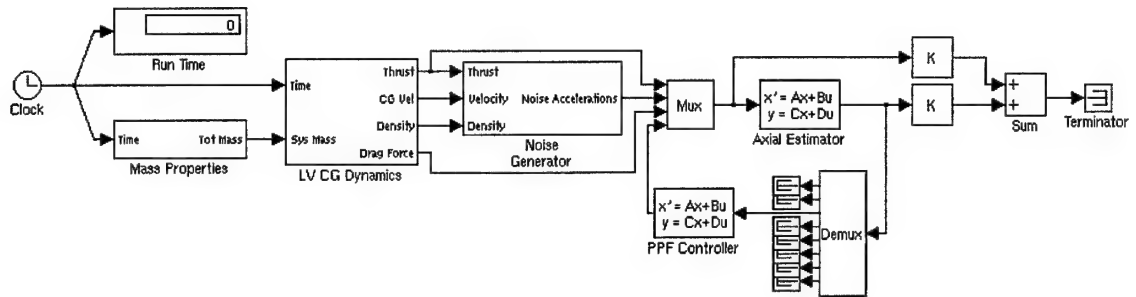 0
Run Time
Clock
Time Tot Mass
Mass Properties
Time
Sys Mass
Thrust
CG Vel
Density
Drag Force
LV CG Dynamics
Thrust
Velocity
Density
Noise Accelerations
Noise
Generator
Mux
x' = Ax+Bu
y = Cx+Du
Axial Estimator
K
K
+
+
Sum
Terminator
x' = Ax+Bu
y = Cx+Du
PPF Controller
Demux